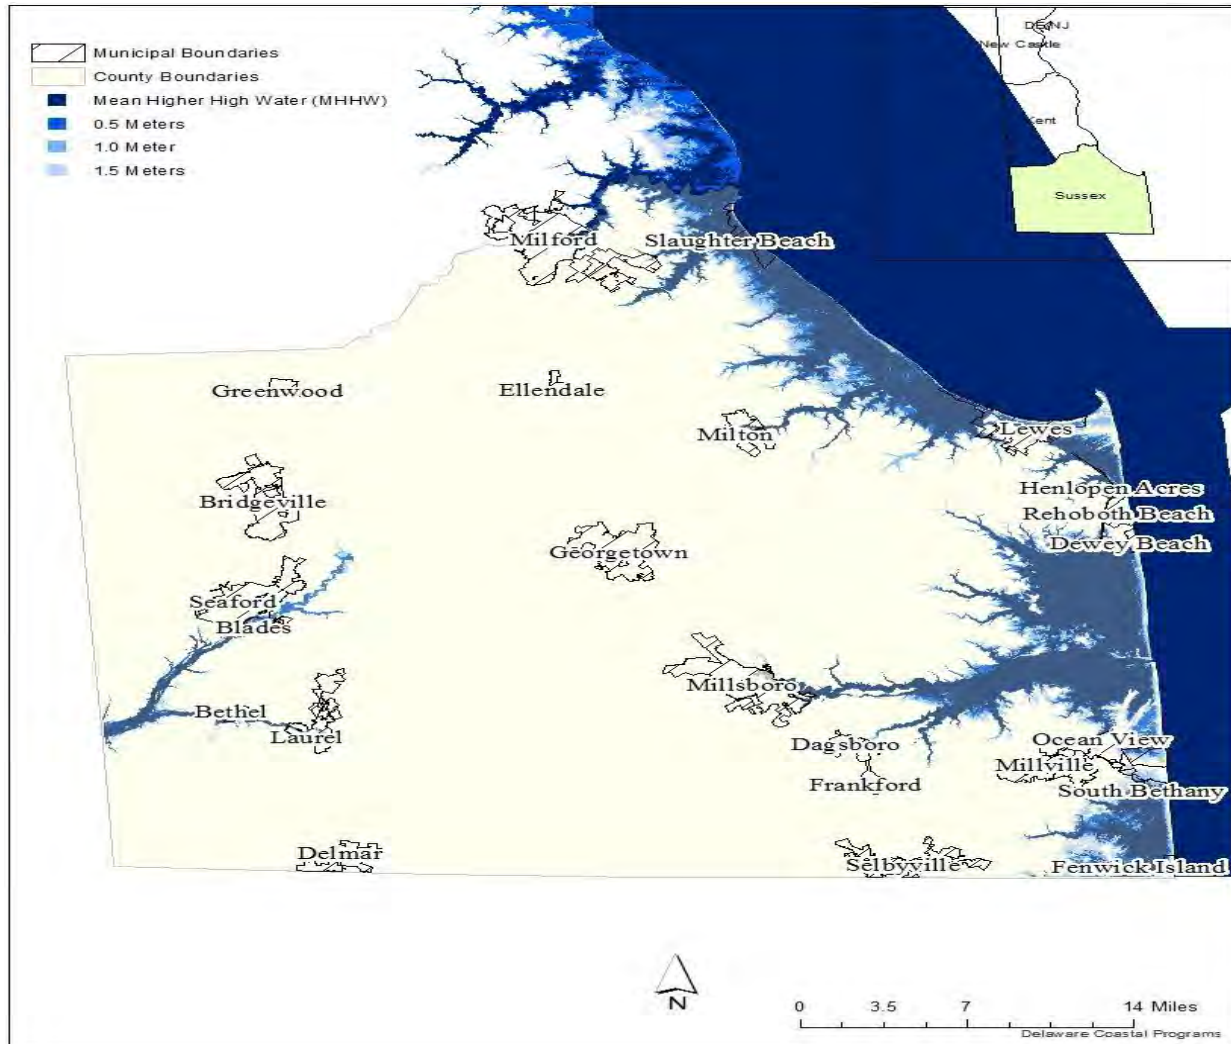 Municipal Boundaries
County Boundaries
Mean Higher High Water (MHHW)
0.5 Meters
1.0 Meter
1.5 Meters
DE/NJ
New Castle
Kent
Sussex
Milford
Slaughter Beach
Greenwood
Ellendale
Milton
Lewes
Bridgeville
Henlopen Acres
Rehoboth Beach
Georgetown
Dewey Beach
Seaford
Blades
Millsboro
Bethel
Laurel
Dagsboro
Ocean View
Millville
Frankford
South Bethany
Delmar
Selbyville
Fenwick Island
N
0 3.5 7 14 Miles
Delaware Coastal Programs